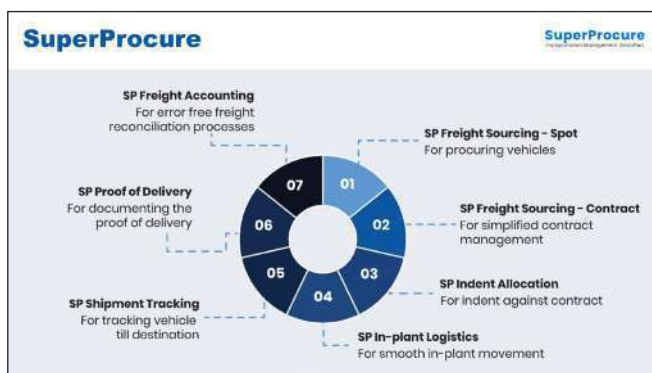 SuperProcure
SuperProcure
Transportation Management. Simplified.
SP Freight Accounting
For error free freight
reconciliation processes
SP Freight Sourcing - Spot
For procuring vehicles
SP Proof of Delivery
For documenting the
proof of delivery
SP Freight Sourcing - Contract
For simplified contract
management
SP Shipment Tracking
For tracking vehicle
till destination
SP Indent Allocation
For indent against contract
SP In-plant Logistics
For smooth in-plant movement
07
01
06
02
05
03
04